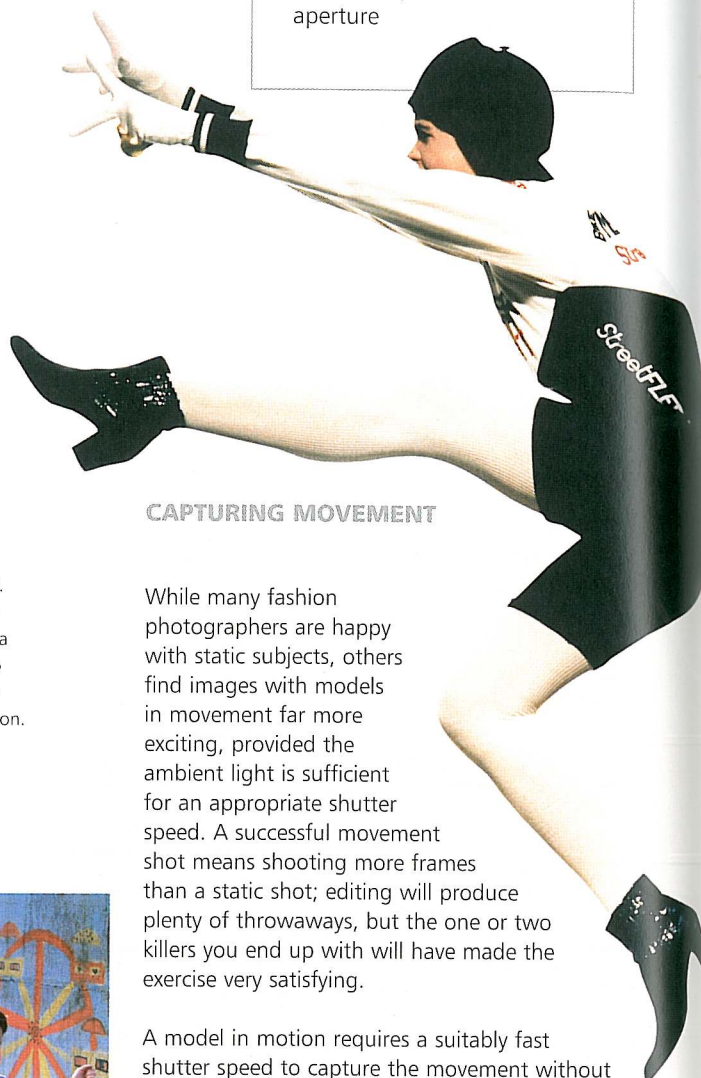 aperture
StreetFLE
CAPTURING MOVEMENT
a
on.
While many fashion
photographers are happy
with static subjects, others
find images with models
in movement far more
exciting, provided the
ambient light is sufficient
for an appropriate shutter
speed. A successful movement
shot means shooting more frames
than a static shot; editing will produce
plenty of throwaways, but the one or two
killers you end up with will have made the
exercise very satisfying.
A model in motion requires a suitably fast
shutter speed to capture the movement without